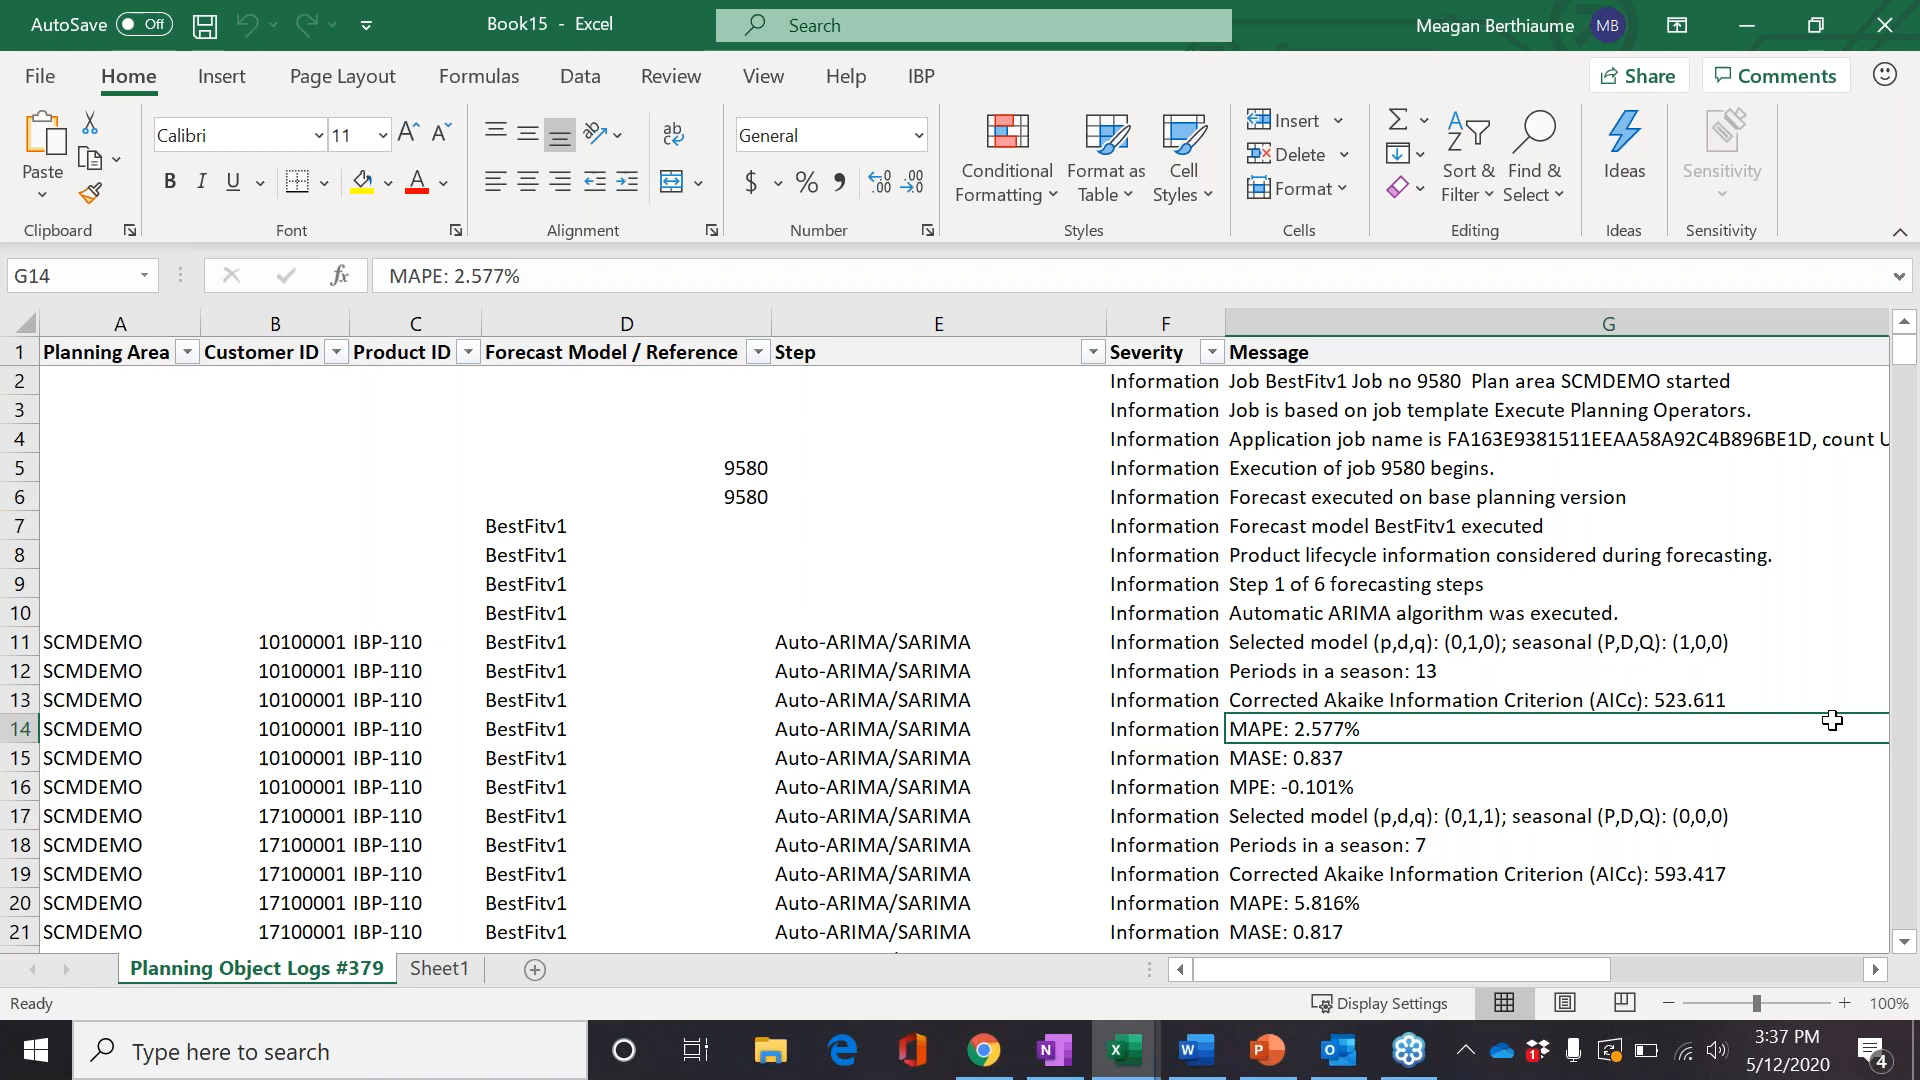 AutoSave Off Book15 - Excel Search Meagan Berthiaume MB
File Home Insert Page Layout Formulas Data Review View Help IBP Share Comments
Paste Calibri 11 General Conditional Formatting Format as Table Cell Styles Insert Delete Format Sort & Filter Find & Select Ideas Sensitivity
B I U ab $ % 9
Clipboard Font Alignment Number Styles Cells Editing Ideas Sensitivity
G14 fx MAPE: 2.577%
A B C D E F G
1 Planning Area Customer ID Product ID Forecast Model / Reference Step Severity Message
2 Information Job BestFitv1 Job no 9580 Plan area SCMDEMO started
3 Information Job is based on job template Execute Planning Operators.
4 Information Application job name is FA163E9381511EEAA58A92C4B896BE1D, count U
5 9580 Information Execution of job 9580 begins.
6 9580 Information Forecast executed on base planning version
7 BestFitv1 Information Forecast model BestFitv1 executed
8 BestFitv1 Information Product lifecycle information considered during forecasting.
9 BestFitv1 Information Step 1 of 6 forecasting steps
10 BestFitv1 Information Automatic ARIMA algorithm was executed.
11 SCMDEMO 10100001 IBP-110 BestFitv1 Auto-ARIMA/SARIMA Information Selected model (p,d,q): (0,1,0); seasonal (P,D,Q): (1,0,0)
12 SCMDEMO 10100001 IBP-110 BestFitv1 Auto-ARIMA/SARIMA Information Periods in a season: 13
13 SCMDEMO 10100001 IBP-110 BestFitv1 Auto-ARIMA/SARIMA Information Corrected Akaike Information Criterion (AICc): 523.611
14 SCMDEMO 10100001 IBP-110 BestFitv1 Auto-ARIMA/SARIMA Information MAPE: 2.577%
15 SCMDEMO 10100001 IBP-110 BestFitv1 Auto-ARIMA/SARIMA Information MASE: 0.837
16 SCMDEMO 10100001 IBP-110 BestFitv1 Auto-ARIMA/SARIMA Information MPE: -0.101%
17 SCMDEMO 17100001 IBP-110 BestFitv1 Auto-ARIMA/SARIMA Information Selected model (p,d,q): (0,1,1); seasonal (P,D,Q): (0,0,0)
18 SCMDEMO 17100001 IBP-110 BestFitv1 Auto-ARIMA/SARIMA Information Periods in a season: 7
19 SCMDEMO 17100001 IBP-110 BestFitv1 Auto-ARIMA/SARIMA Information Corrected Akaike Information Criterion (AICc): 593.417
20 SCMDEMO 17100001 IBP-110 BestFitv1 Auto-ARIMA/SARIMA Information MAPE: 5.816%
21 SCMDEMO 17100001 IBP-110 BestFitv1 Auto-ARIMA/SARIMA Information MASE: 0.817
Planning Object Logs #379 Sheet1
Ready Display Settings 100%
Type here to search 3:37 PM
5/12/2020 4